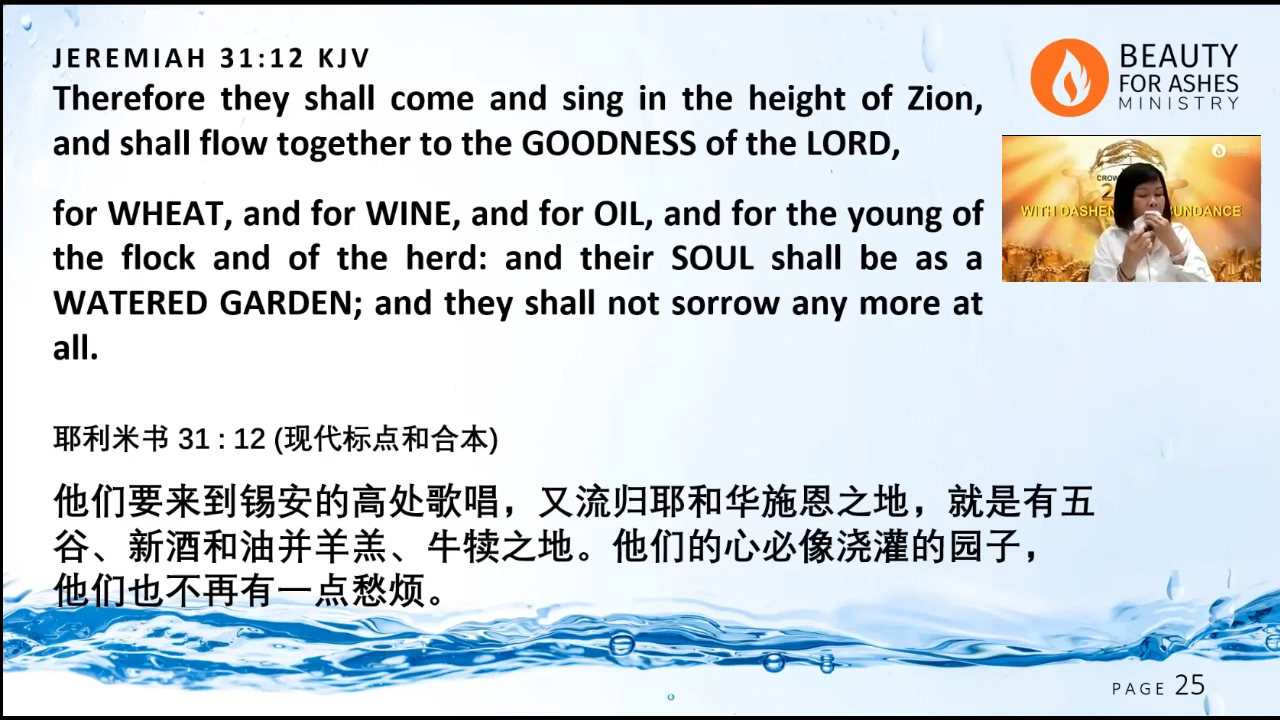 JEREMIAH 31:12 KJV
Therefore they shall come and sing in the height of Zion,
and shall flow together to the GOODNESS of the LORD,
for WHEAT, and for WINE, and for OIL, and for the young of
the flock and of the herd: and their SOUL shall be as a
WATERED GARDEN; and they shall not sorrow any more at
all.
耶利米书 31 : 12 (现代标点和合本)
他们要来到锡安的高处歌唱，又流归耶和华施恩之地，就是有五
谷、新酒和油并羊羔、牛犊之地。他们的心必像浇灌的园子，
他们也不再有一点愁烦。
BEAUTY
FOR ASHES
MINISTRY
WITH
PAGE 25